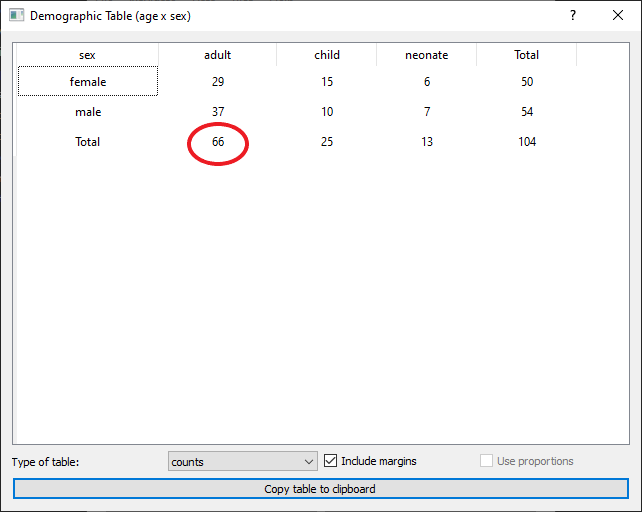 Demographic Table (age x sex) ?
sex adult child neonate Total
female 29 15 6 50
male 37 10 7 54
Total 66 25 13 104
Type of table: counts Include margins Use proportions
Copy table to clipboard